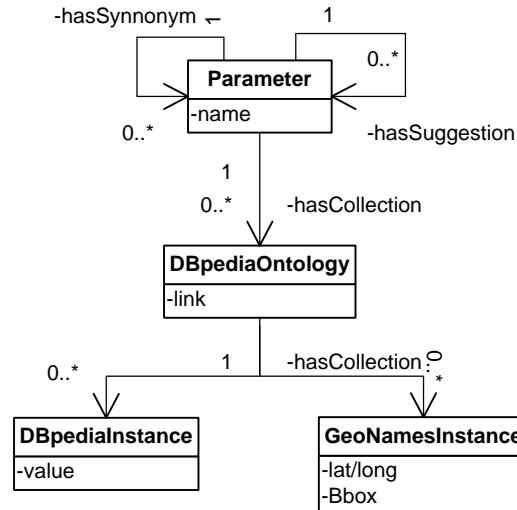 -hasSynnonym
1
1
Parameter
0..*
-name
0..*
-hasSuggestion
1
0..*
-hasCollection
DBpediaOntology
-link
0..*
1
-hasCollection
0..*
DBpediaInstance
-value
GeoNamesInstance
-lat/long
-Bbox